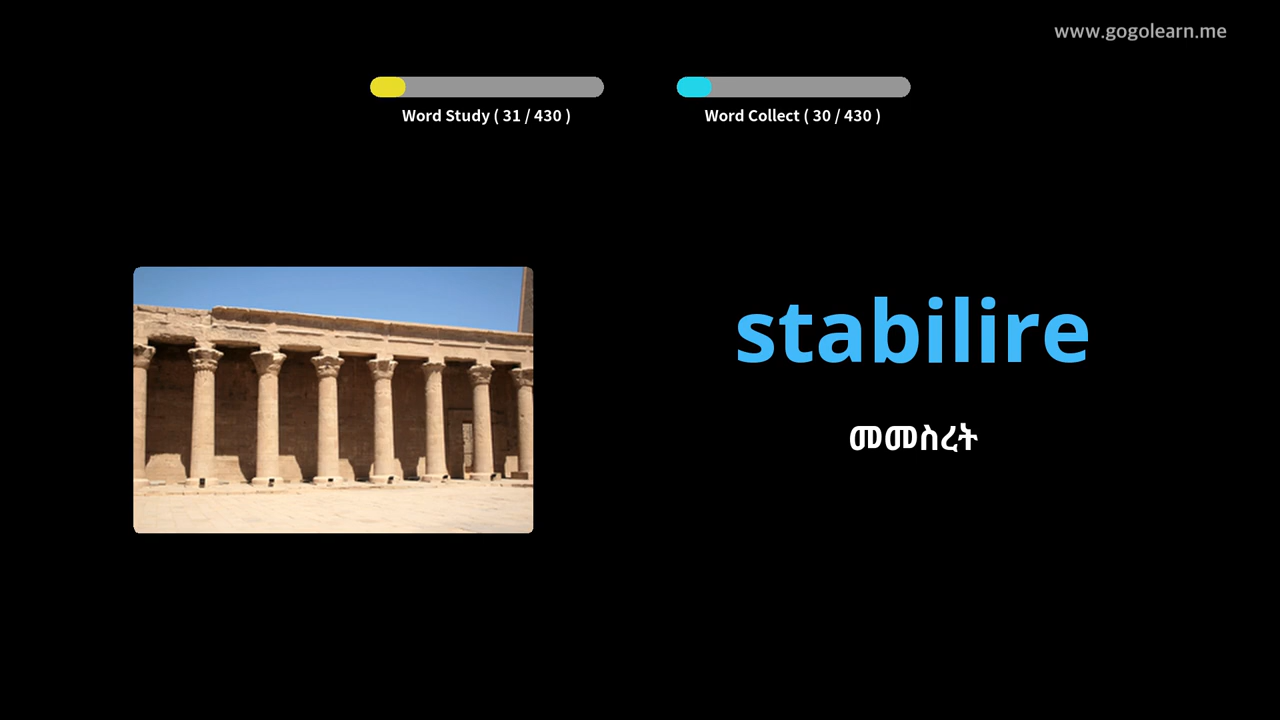 www.gogolearn.me
Word Study ( 31 / 430 )
Word Collect ( 30 / 430 )
stabilire
መመስረት